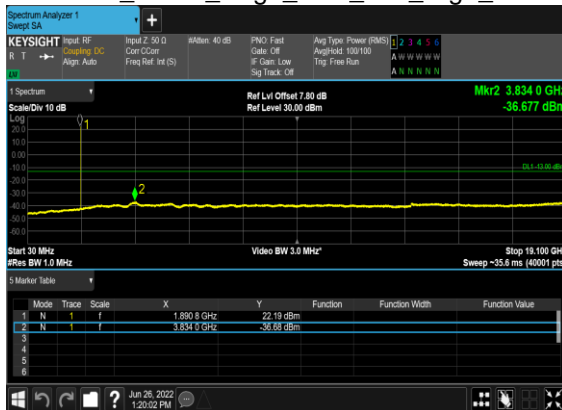 Spectrum Analyzer 1
Swept SA
+
KEYSIGHT Input: RF Input Z: 50 Ω #Atten: 40 dB PNO: Fast Avg Type: Power (RMS) 1 2 3 4 5 6
R T Coupling: DC Corr CCorr Gate: Off Avg|Hold: 100/100 A W W W W W
Align: Auto Freq Ref: Int (S) IF Gain: Low Trig: Free Run
Sig Track: Off A N N N N N
1 Spectrum Ref Lvl Offset 7.80 dB Mkr2 3.834 0 GHz
Scale/Div 10 dB Ref Level 30.00 dBm -36.677 dBm
Log
20.0
1
10.0
0.00
-10.0
DL1 -13.00 dB
-20.0
-30.0
2
-40.0
-50.0
-60.0
Start 30 MHz Video BW 3.0 MHz* Stop 19.100 GH
#Res BW 1.0 MHz Sweep ~35.6 ms (40001 pts
5 Marker Table
Mode Trace Scale X Y Function Function Width Function Value
1 N 1 f 1.890 8 GHz 22.19 dBm
2 N 1 f 3.834 0 GHz -36.68 dBm
3
4
5
6
? Jun 26, 2022
1:20:02 PM